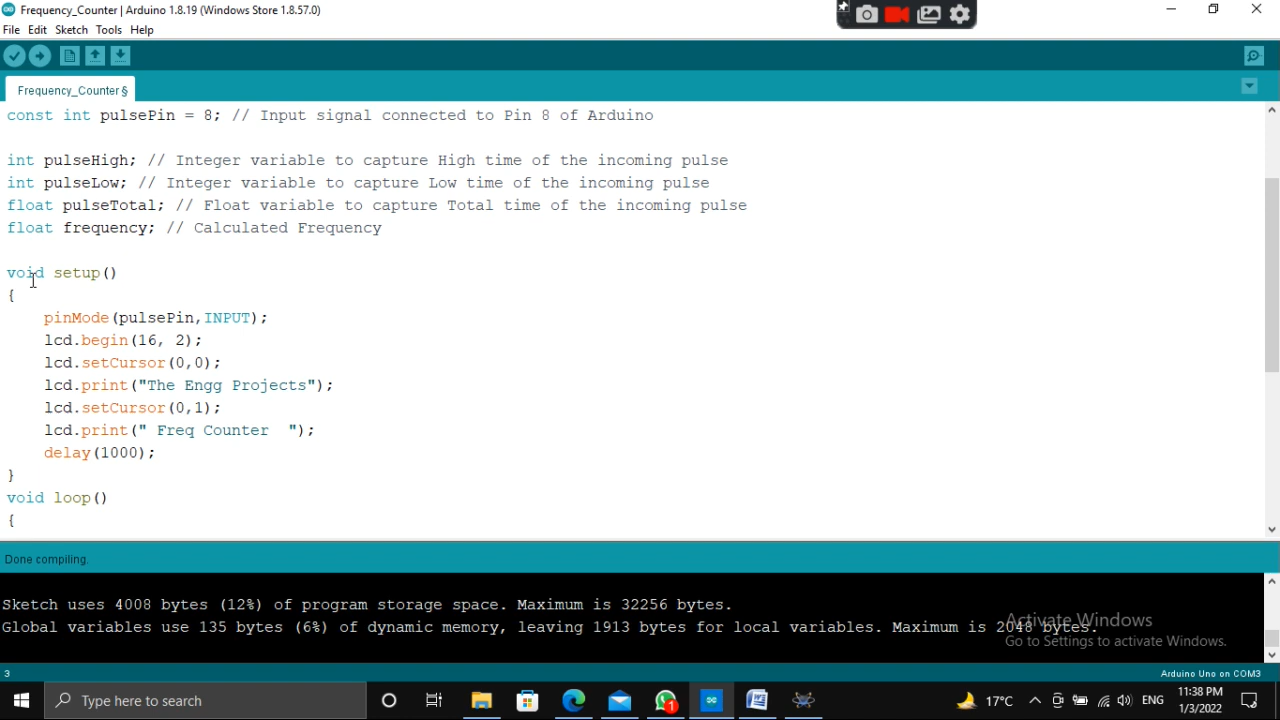 Frequency_Counter | Arduino 1.8.19 (Windows Store 1.8.57.0)
File Edit Sketch Tools Help
Frequency_Counter §
const int pulsePin = 8; // Input signal connected to Pin 8 of Arduino
int pulseHigh; // Integer variable to capture High time of the incoming pulse
int pulseLow; // Integer variable to capture Low time of the incoming pulse
float pulseTotal; // Float variable to capture Total time of the incoming pulse
float frequency; // Calculated Frequency
void setup()
{
pinMode(pulsePin,INPUT);
lcd.begin(16, 2);
lcd.setCursor(0,0);
lcd.print("The Engg Projects");
lcd.setCursor(0,1);
lcd.print(" Freq Counter  ");
delay(1000);
}
void loop()
{
Done compiling.
Sketch uses 4008 bytes (12%) of program storage space. Maximum is 32256 bytes.
Global variables use 135 bytes (6%) of dynamic memory, leaving 1913 bytes for local variables. Maximum is 2048 bytes.
Activate Windows
Go to Settings to activate Windows.
3
Arduino Uno on COM3
Type here to search
1
17°C
ENG
11:38 PM
1/3/2022